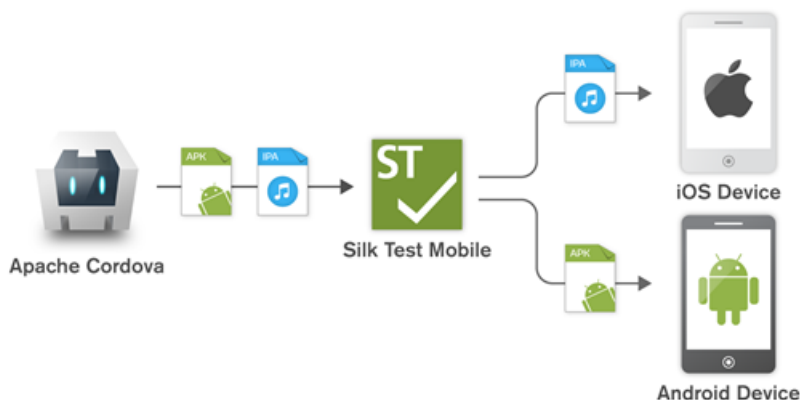 IPA
APK
IPA
ST
iOS Device
Silk Test Mobile
Apache Cordova
APK
Android Device